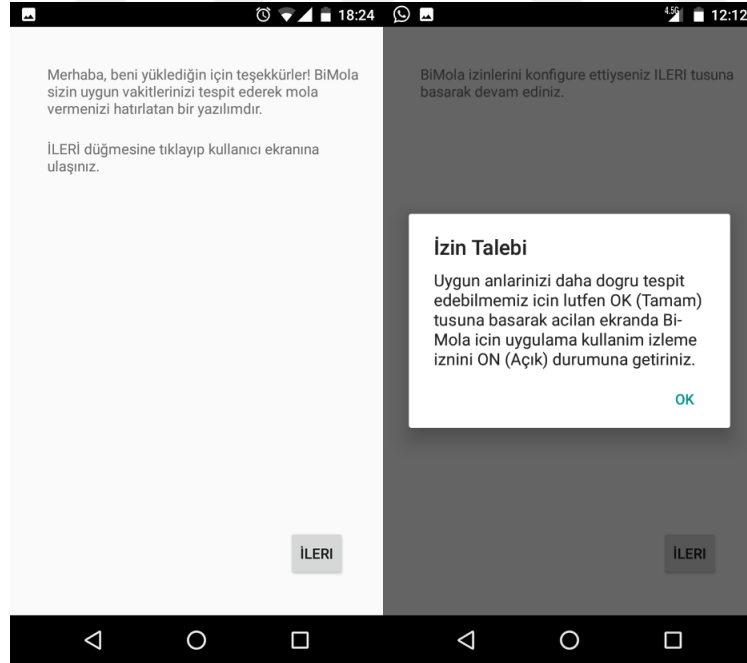 18:24
Merhaba, beni yüklediğin için teşekkürler! BiMola
sizin uygun vakitlerinizi tespit ederek mola
vermenizi hatırlatan bir yazılımdır.
İLERİ düğmesine tıklayıp kullanıcı ekranına
ulaşınız.
İLERI
4.5G 12:12
BiMola izinlerini konfigure ettiyseniz ILERI tusuna
basarak devam ediniz.
İzin Talebi
Uygun anlarinizi daha dogru tespit
edebilmemiz icin lutfen OK (Tamam)
tusuna basarak acilan ekranda Bi-
Mola icin uygulama kullanim izleme
iznini ON (Açık) durumuna getiriniz.
OK
İLERI